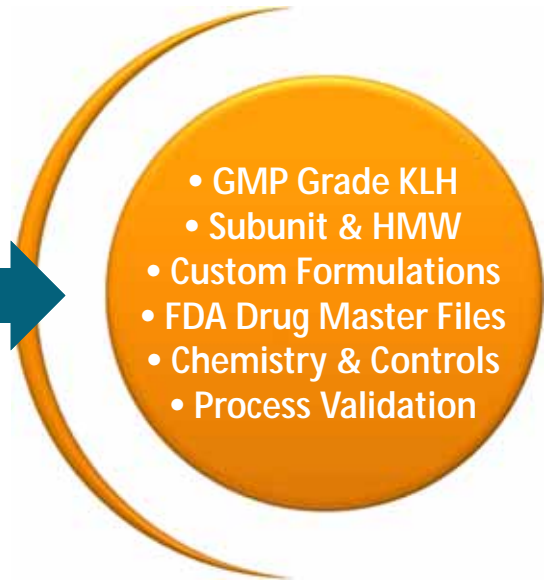 • GMP Grade KLH
• Subunit & HMW
• Custom Formulations
• FDA Drug Master Files
• Chemistry & Controls
• Process Validation